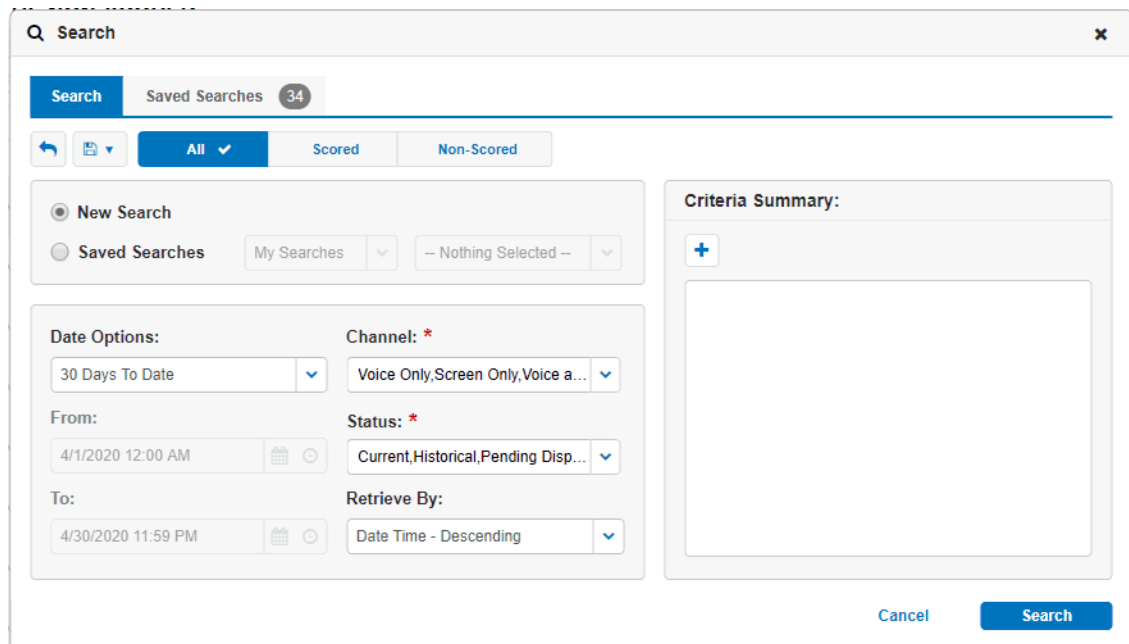 Search
Search
Saved Searches 34
All Scored Non-Scored
New Search
Saved Searches My Searches -- Nothing Selected --
Criteria Summary:
Date Options: Channel: *
30 Days To Date Voice Only,Screen Only,Voice a...
From: Status: *
4/1/2020 12:00 AM Current,Historical,Pending Disp...
To: Retrieve By:
4/30/2020 11:59 PM Date Time - Descending
Cancel Search